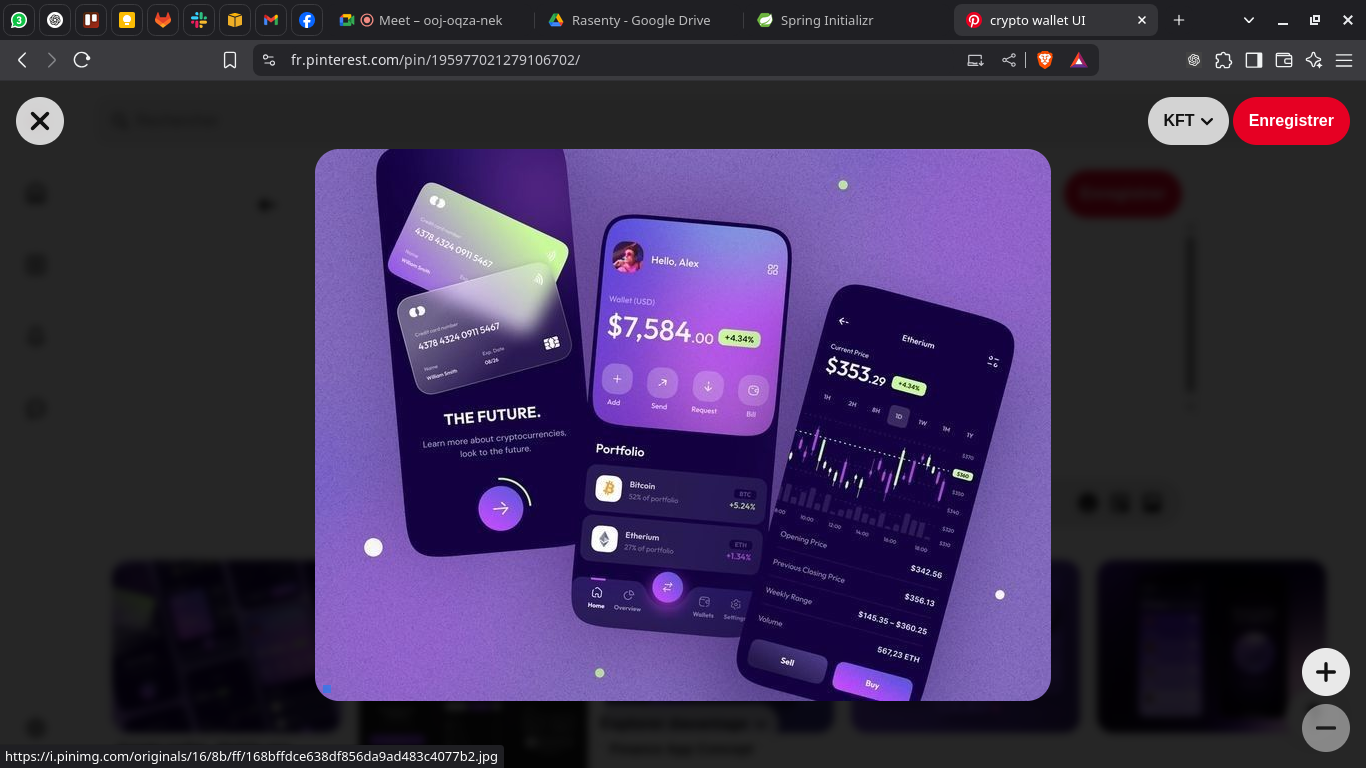 3
Meet – ooj-oqza-nek
Rasenty - Google Drive
Spring Initializr
crypto wallet UI
fr.pinterest.com/pin/195977021279106702/
KFT
Enregistrer
Credit card number
4378 4324 0911 5467
Name
William Smith
Credit card number
4378 4324 0911 5467
Name
Exp. Date
William Smith
08/26
THE FUTURE.
Learn more about cryptocurrencies,
look to the future.
Hello, Alex
Wallet (USD)
$7,584.00
+4.34%
Add
Send
Request
Bill
Portfolio
Bitcoin
52% of portfolio
BTC
+5.24%
Etherium
27% of portfolio
ETH
+1.34%
Home
Overview
Wallets
Etherium
Current Price
$353.29
+4.34%
1H
2H
8H
1D
1W
1M
1Y
$370
$360
$350
$340
$320
$310
10:00
12:00
14:00
16:00
18:00
Opening Price
$342.56
Previous Closing Price
$356.13
Weekly Range
$145.35 – $360.25
Volume
567,23 ETH
Sell
Buy
https://i.pinimg.com/originals/16/8b/ff/168bffdce638df856da9ad483c4077b2.jpg